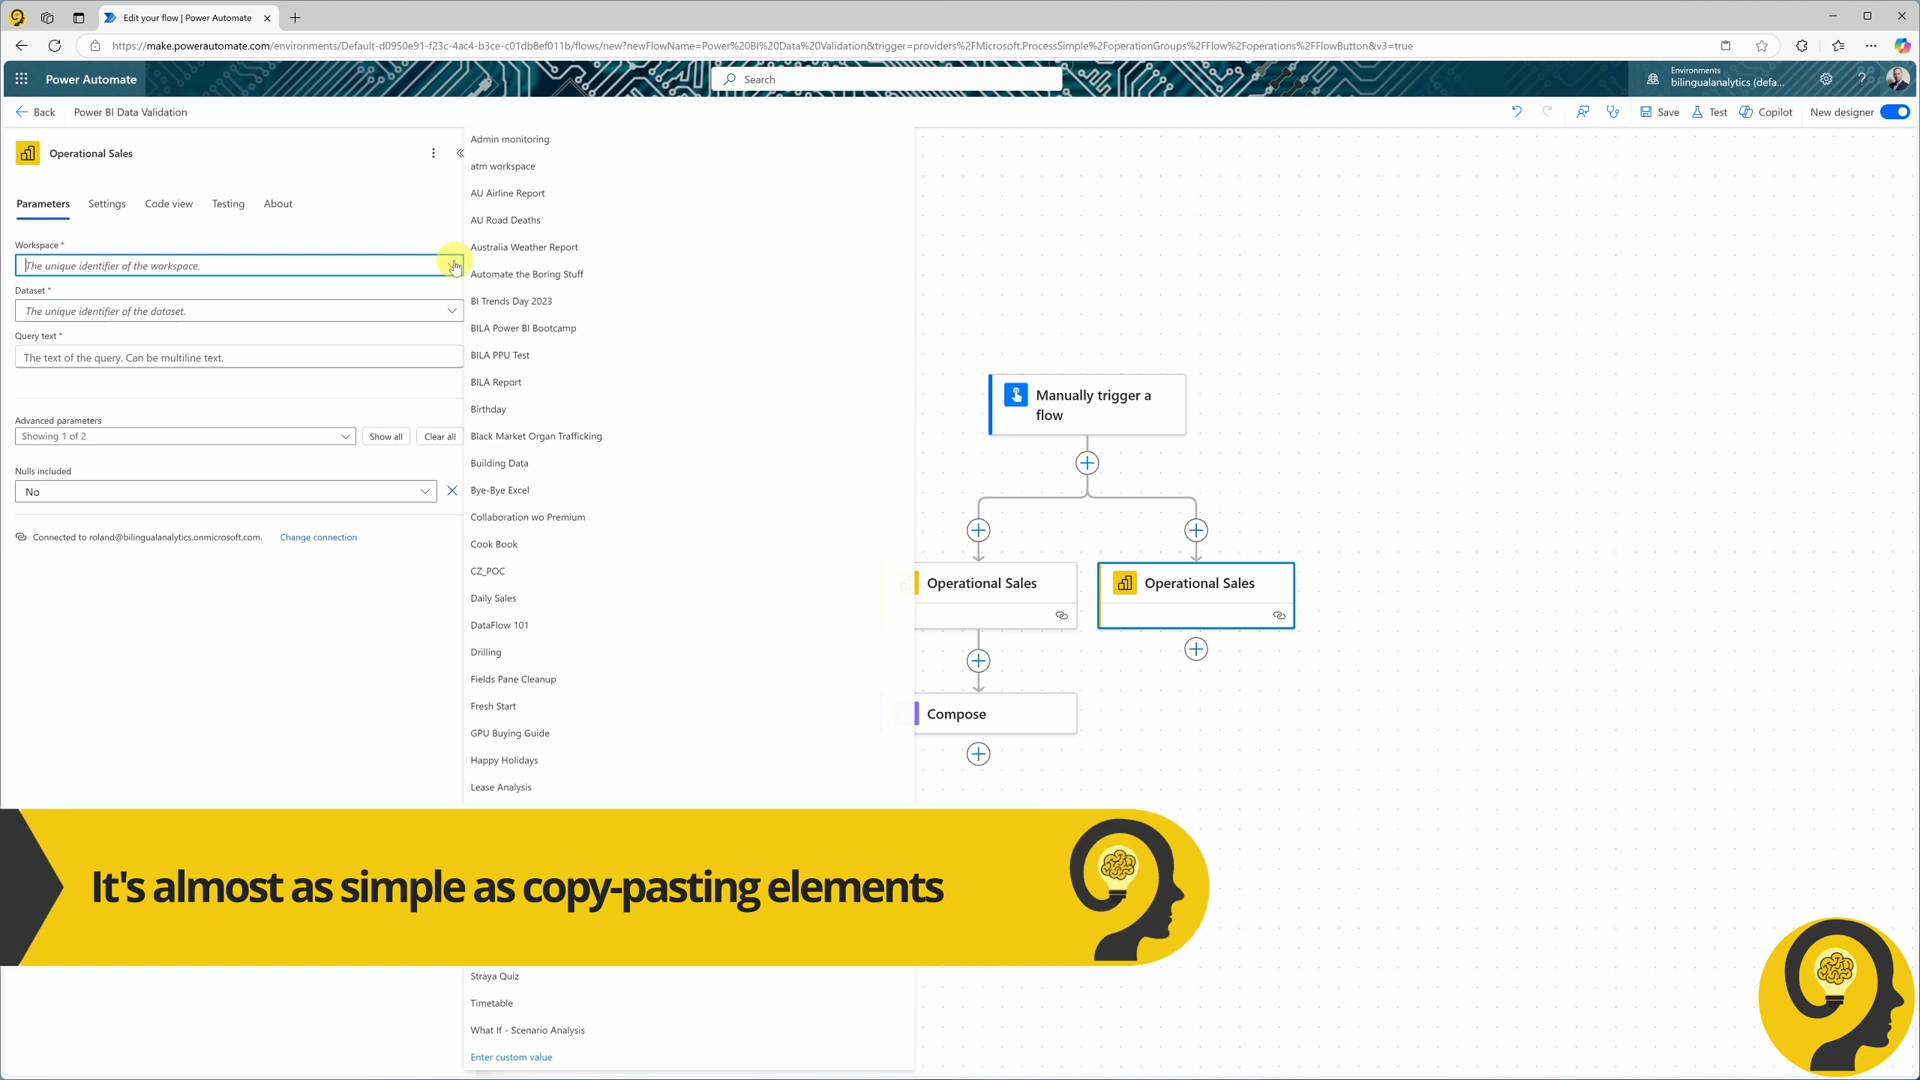 Edit your flow | Power Automate
https://make.powerautomate.com/environments/Default-d0950e91-f23c-4ac4-b3ce-c01db8ef011b/flows/new?newFlowName=Power%20BI%20Data%20Validation&trigger=providers%2FMicrosoft.ProcessSimple%2FoperationGroups%2FFlow%2Foperations%2FFlowButton&v3=true
Power Automate
Search
Environments
bilingualanalytics (defa...
Back
Power BI Data Validation
Save
Test
Copilot
New designer
Operational Sales
Parameters
Settings
Code view
Testing
About
Workspace *
The unique identifier of the workspace.
Dataset *
The unique identifier of the dataset.
Query text *
The text of the query. Can be multiline text.
Advanced parameters
Showing 1 of 2
Show all
Clear all
Nulls included
No
Connected to roland@bilingualanalytics.onmicrosoft.com.
Change connection
Admin monitoring
atm workspace
AU Airline Report
AU Road Deaths
Australia Weather Report
Automate the Boring Stuff
BI Trends Day 2023
BILA Power BI Bootcamp
BILA PPU Test
BILA Report
Birthday
Black Market Organ Trafficking
Building Data
Bye-Bye Excel
Collaboration wo Premium
Cook Book
CZ_POC
Daily Sales
DataFlow 101
Drilling
Fields Pane Cleanup
Fresh Start
GPU Buying Guide
Happy Holidays
Lease Analysis
Straya Quiz
Timetable
What If - Scenario Analysis
Enter custom value
Manually trigger a
flow
Operational Sales
Operational Sales
Compose
It's almost as simple as copy-pasting elements